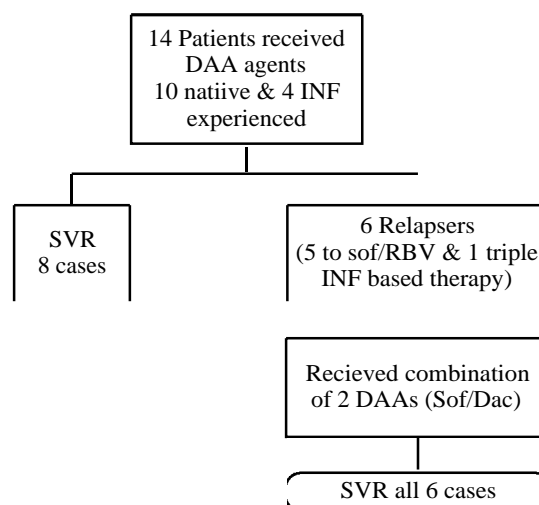 14 Patients received
DAA agents
10 natiive & 4 INF
experienced
SVR
8 cases
6 Relapsers
(5 to sof/RBV & 1 triple
INF based therapy)
Recieved combination
of 2 DAAs (Sof/Dac)
SVR all 6 cases